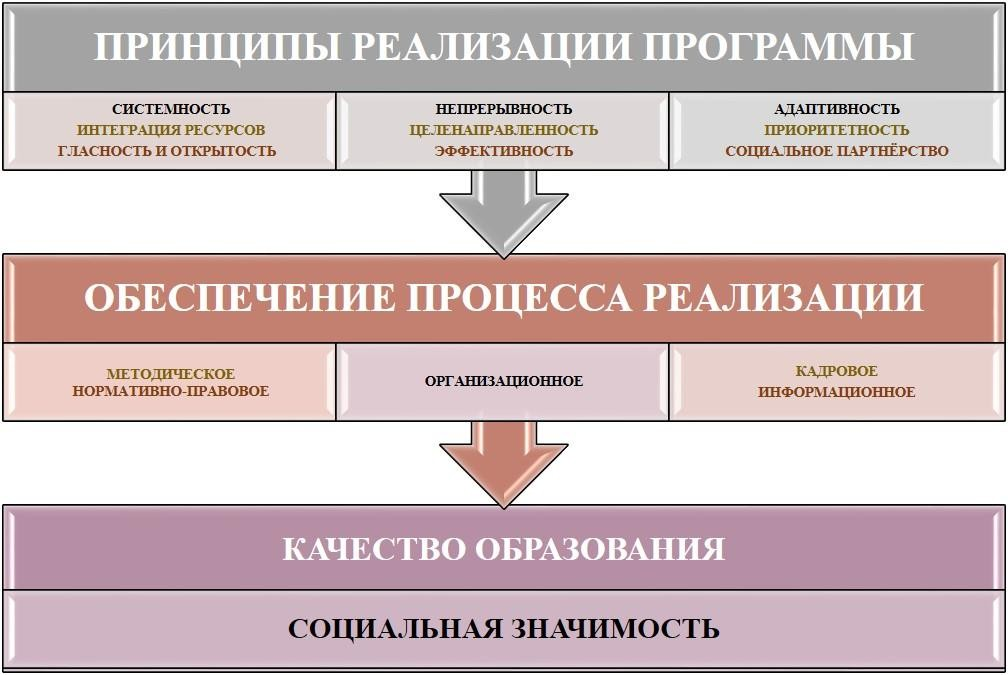 ПРИНЦИПЫ РЕАЛИЗАЦИИ ПРОГРАММЫ
СИСТЕМНОСТЬ
ИНТЕГРАЦИЯ РЕСУРСОВ
ГЛАСНОСТЬ И ОТКРЫТОСТЬ
НЕПРЕРЫВНОСТЬ
ЦЕЛЕНАПРАВЛЕННОСТЬ
ЭФФЕКТИВНОСТЬ
АДАПТИВНОСТЬ
ПРИОРИТЕТНОСТЬ
СОЦИАЛЬНОЕ ПАРТНЁРСТВО
ОБЕСПЕЧЕНИЕ ПРОЦЕССА РЕАЛИЗАЦИИ
МЕТОДИЧЕСКОЕ
НОРМАТИВНО-ПРАВОВОЕ
ОРГАНИЗАЦИОННОЕ
КАДРОВОЕ
ИНФОРМАЦИОННОЕ
КАЧЕСТВО ОБРАЗОВАНИЯ
СОЦИАЛЬНАЯ ЗНАЧИМОСТЬ